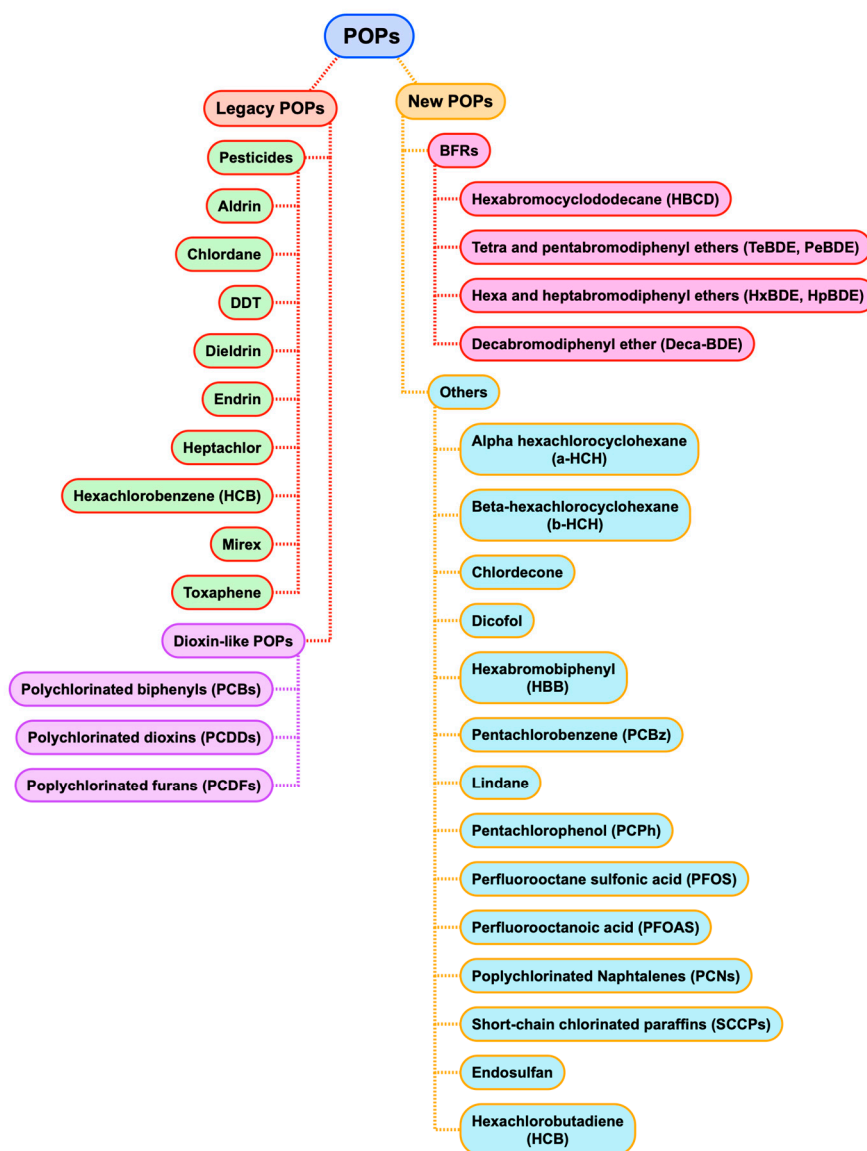 POPs
Legacy POPs
Pesticides
Aldrin
Chlordane
DDT
Dieldrin
Endrin
Heptachlor
Hexachlorobenzene (HCB)
Mirex
Toxaphene
Dioxin-like POPs
Polychlorinated biphenyls (PCBs)
Polychlorinated dioxins (PCDDs)
Poplychlorinated furans (PCDFs)
New POPs
BFRs
Hexabromocyclododecane (HBCD)
Tetra and pentabromodiphenyl ethers (TeBDE, PeBDE)
Hexa and heptabromodiphenyl ethers (HxBDE, HpBDE)
Decabromodiphenyl ether (Deca-BDE)
Others
Alpha hexachlorocyclohexane
(a-HCH)
Beta-hexachlorocyclohexane
(b-HCH)
Chlordecone
Dicofol
Hexabromobiphenyl
(HBB)
Pentachlorobenzene (PCBz)
Lindane
Pentachlorophenol (PCPh)
Perfluorooctane sulfonic acid (PFOS)
Perfluorooctanoic acid (PFOAS)
Poplychlorinated Naphtalenes (PCNs)
Short-chain chlorinated paraffins (SCCPs)
Endosulfan
Hexachlorobutadiene
(HCB)